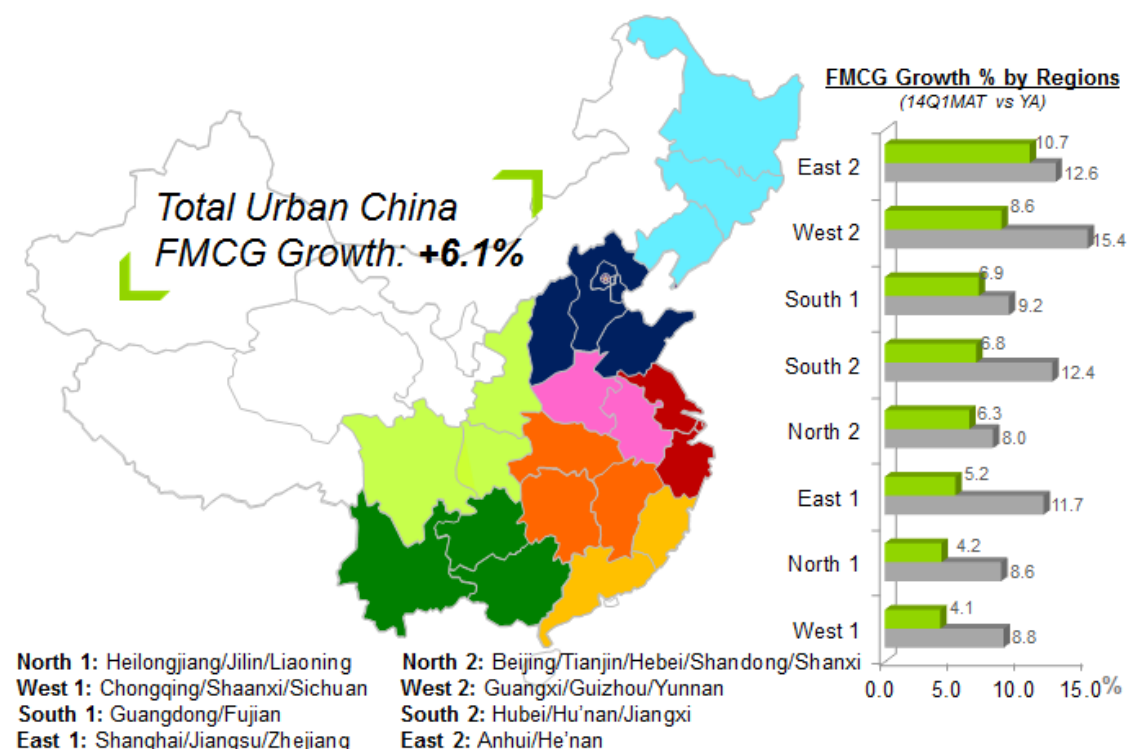 Total Urban China
FMCG Growth: +6.1%
FMCG Growth % by Regions
(14Q1MAT vs YA)
East 2
10.7
12.6
West 2
8.6
15.4
South 1
6.9
9.2
South 2
6.8
12.4
North 2
6.3
8.0
East 1
5.2
11.7
North 1
4.2
8.6
West 1
4.1
8.8
0.0 5.0 10.0 15.0 %
North 1: Heilongjiang/Jilin/Liaoning
West 1: Chongqing/Shaanxi/Sichuan
South 1: Guangdong/Fujian
East 1: Shanghai/Jiangsu/Zhejiang
North 2: Beijing/Tianjin/Hebei/Shandong/Shanxi
West 2: Guangxi/Guizhou/Yunnan
South 2: Hubei/Hu'nan/Jiangxi
East 2: Anhui/He'nan